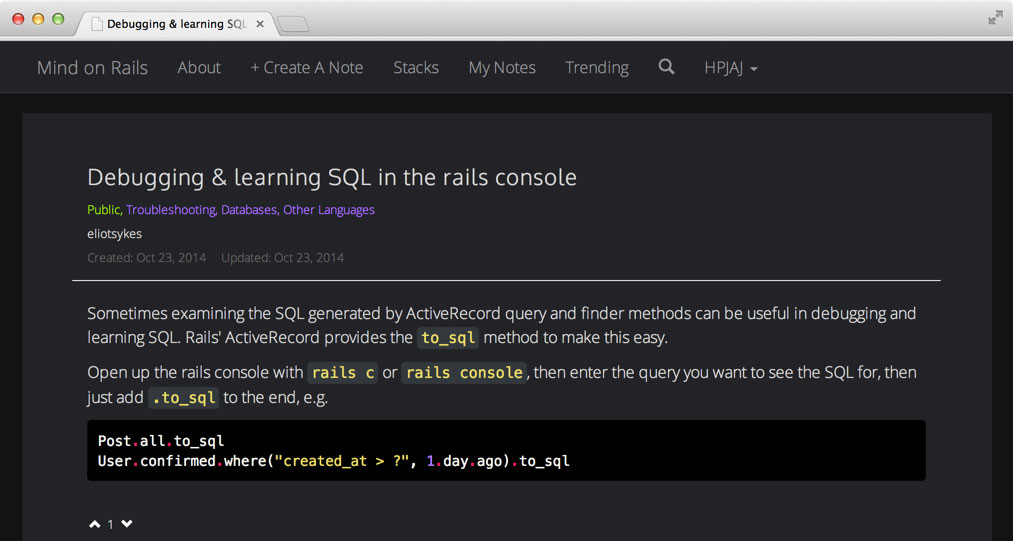 Debugging & learning SQL
Mind on Rails About + Create A Note Stacks My Notes Trending HPJAJ
Debugging & learning SQL in the rails console
Public, Troubleshooting, Databases, Other Languages
eliotsykes
Created: Oct 23, 2014 Updated: Oct 23, 2014
Sometimes examining the SQL generated by ActiveRecord query and finder methods can be useful in debugging and
learning SQL. Rails' ActiveRecord provides the to_sql method to make this easy.
Open up the rails console with rails c or rails console, then enter the query you want to see the SQL for, then
just add .to_sql to the end, e.g.
Post.all.to_sql
User.confirmed.where("created_at > ?", 1.day.ago).to_sql
1